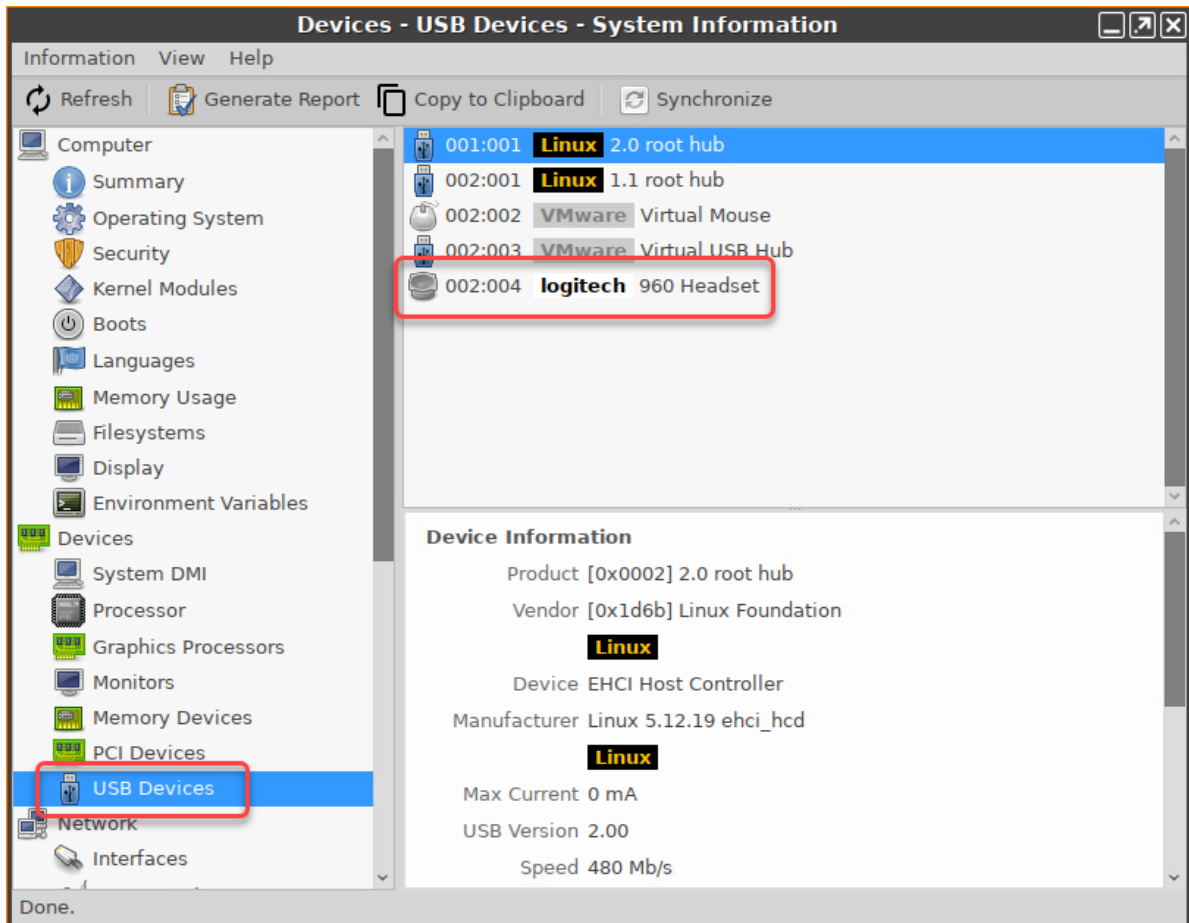 Devices - USB Devices - System Information
Information View Help
Refresh Generate Report Copy to Clipboard Synchronize
Computer
Summary
Operating System
Security
Kernel Modules
Boots
Languages
Memory Usage
Filesystems
Display
Environment Variables
Devices
System DMI
Processor
Graphics Processors
Monitors
Memory Devices
PCI Devices
USB Devices
Network
Interfaces
001:001 Linux 2.0 root hub
002:001 Linux 1.1 root hub
002:002 VMware Virtual Mouse
002:003 VMware Virtual USB Hub
002:004 logitech 960 Headset
Device Information
Product [0x0002] 2.0 root hub
Vendor [0x1d6b] Linux Foundation
Linux
Device EHCI Host Controller
Manufacturer Linux 5.12.19 ehci_hcd
Linux
Max Current 0 mA
USB Version 2.00
Speed 480 Mb/s
Done.